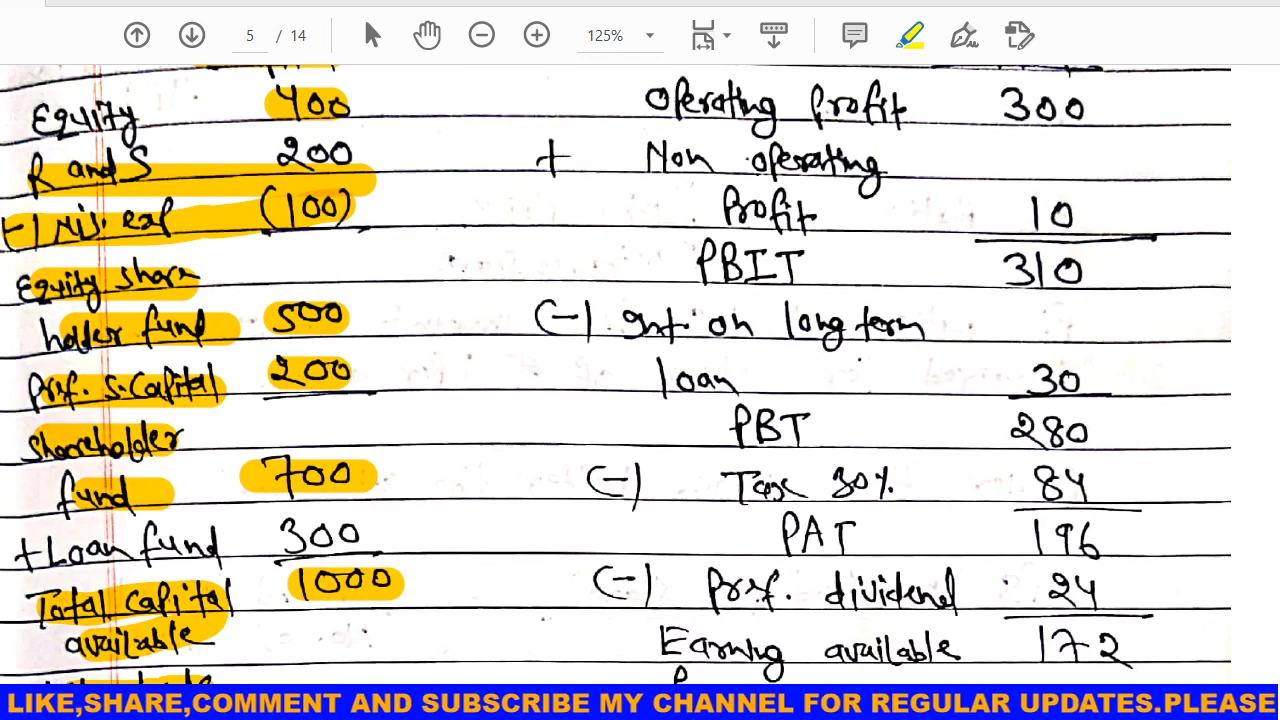 5 / 14
125%
Equity 400
R and S 200
(-) Mis. exp (100)
Equity share
holder fund 500
Prf. S. Capital 200
Shareholder
fund 700
+ Loan fund 300
1000
Total Capital
available
Operating Profit 300
+ Non operating
Profit 10
PBIT 310
(-) Int. on long term
loan 30
PBT 280
(-) Tax 30% 84
PAT 196
(-) Prf. dividend 24
Earning available 172
LIKE,SHARE,COMMENT AND SUBSCRIBE MY CHANNEL FOR REGULAR UPDATES.PLEASE